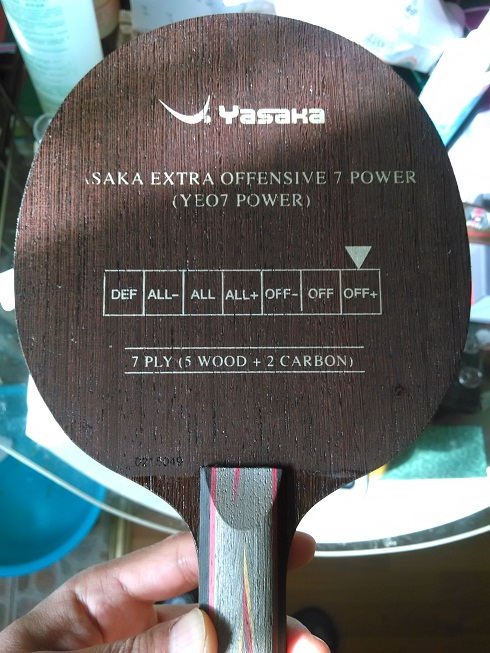 Yasaka
ASAKA EXTRA OFFENSIVE 7 POWER
(YEO7 POWER)
DEF ALL- ALL ALL+ OFF- OFF OFF+
7 PLY (5 WOOD + 2 CARBON)